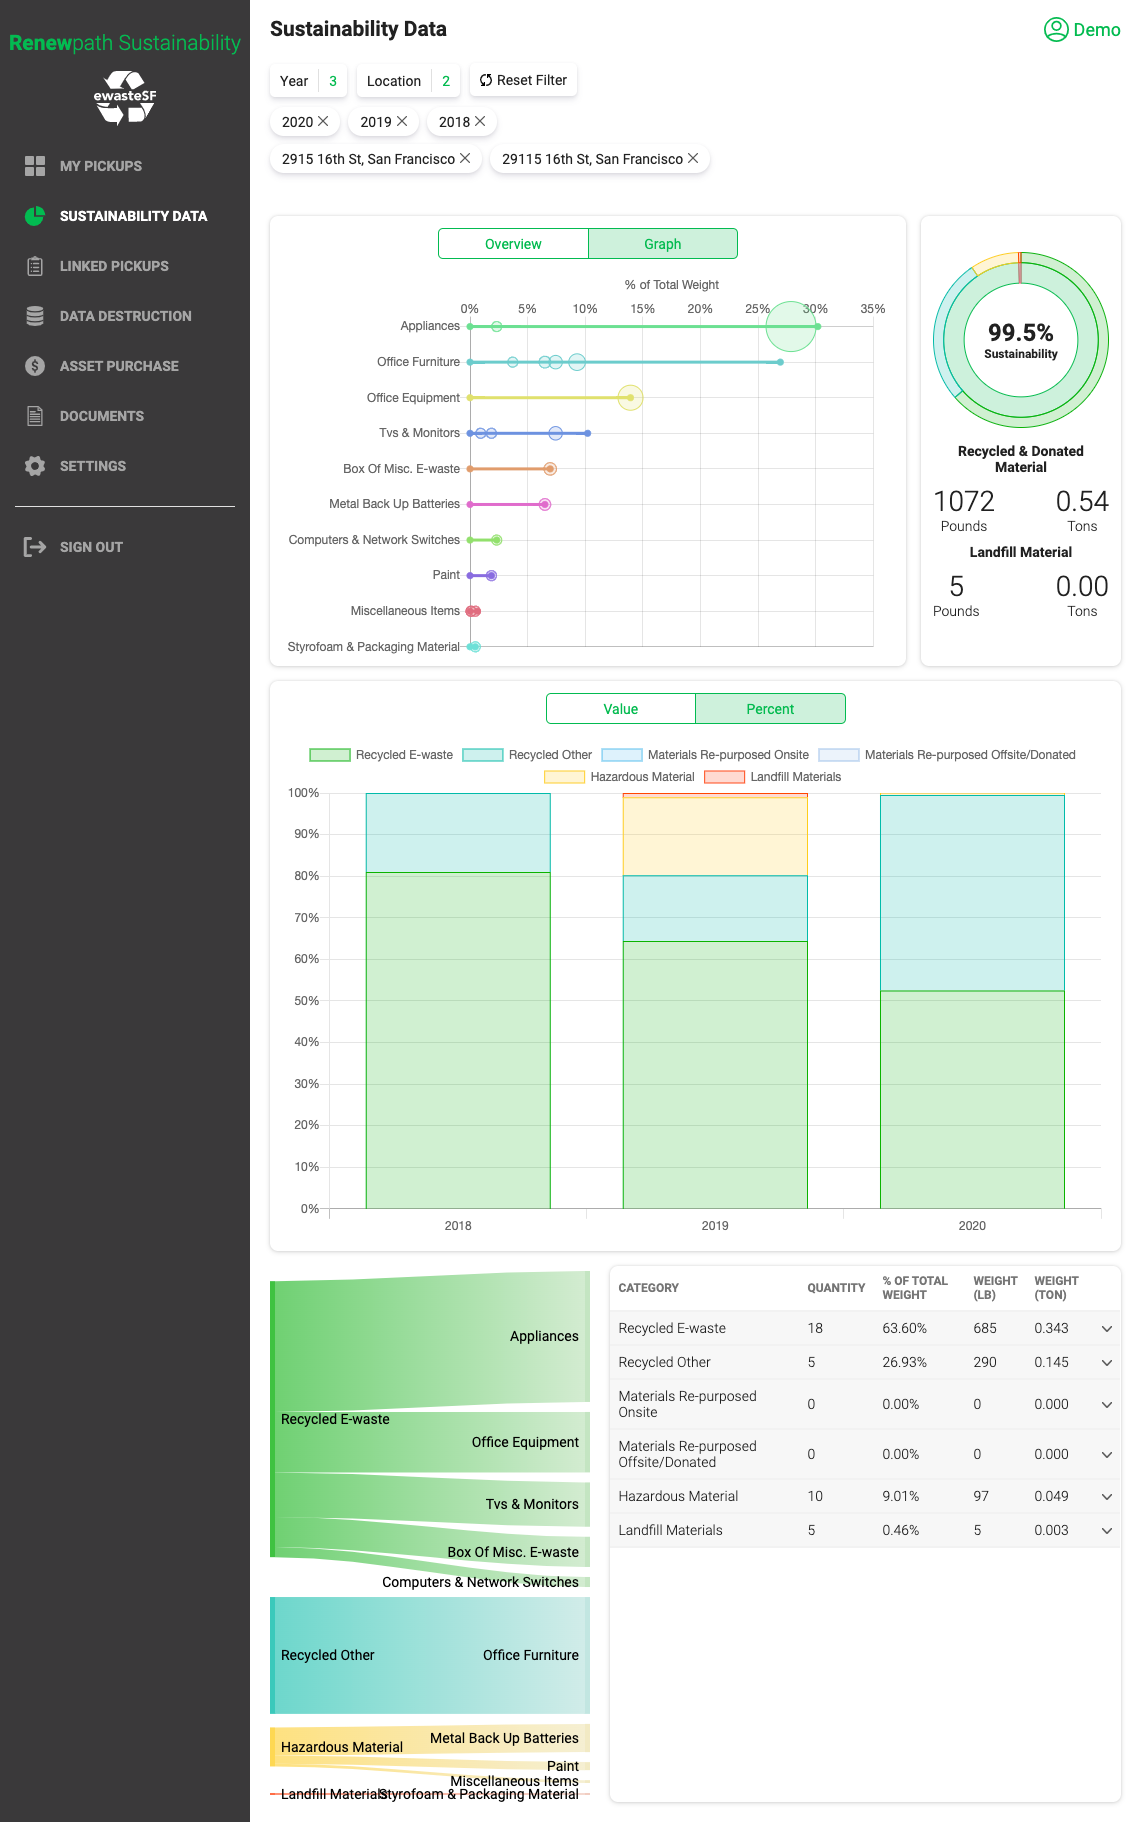 Renewpath Sustainability
ewasteSF
MY PICKUPS
SUSTAINABILITY DATA
LINKED PICKUPS
DATA DESTRUCTION
ASSET PURCHASE
DOCUMENTS
SETTINGS
SIGN OUT
Sustainability Data
Demo
Year 3 Location 2 Reset Filter
2020 2019 2018
2915 16th St, San Francisco 29115 16th St, San Francisco
Overview Graph
% of Total Weight
0% 5% 10% 15% 20% 25% 30% 35%
Appliances
Office Furniture
Office Equipment
Tvs & Monitors
Box Of Misc. E-waste
Metal Back Up Batteries
Computers & Network Switches
Paint
Miscellaneous Items
Styrofoam & Packaging Material
99.5%
Sustainability
Recycled & Donated
Material
1072 0.54
Pounds Tons
Landfill Material
5 0.00
Pounds Tons
Value Percent
Recycled E-waste Recycled Other Materials Re-purposed Onsite Materials Re-purposed Offsite/Donated
Hazardous Material Landfill Materials
100%
90%
80%
70%
60%
50%
40%
30%
20%
10%
0%
2018 2019 2020
Recycled E-waste
Appliances
Office Equipment
Tvs & Monitors
Box Of Misc. E-waste
Computers & Network Switches
Recycled Other
Office Furniture
Hazardous Material
Metal Back Up Batteries
Paint
Miscellaneous Items
Landfill Materials
Styrofoam & Packaging Material
CATEGORY QUANTITY % OF TOTAL WEIGHT WEIGHT (LB) WEIGHT (TON)
Recycled E-waste 18 63.60% 685 0.343
Recycled Other 5 26.93% 290 0.145
Materials Re-purposed
Onsite 0 0.00% 0 0.000
Materials Re-purposed
Offsite/Donated 0 0.00% 0 0.000
Hazardous Material 10 9.01% 97 0.049
Landfill Materials 5 0.46% 5 0.003